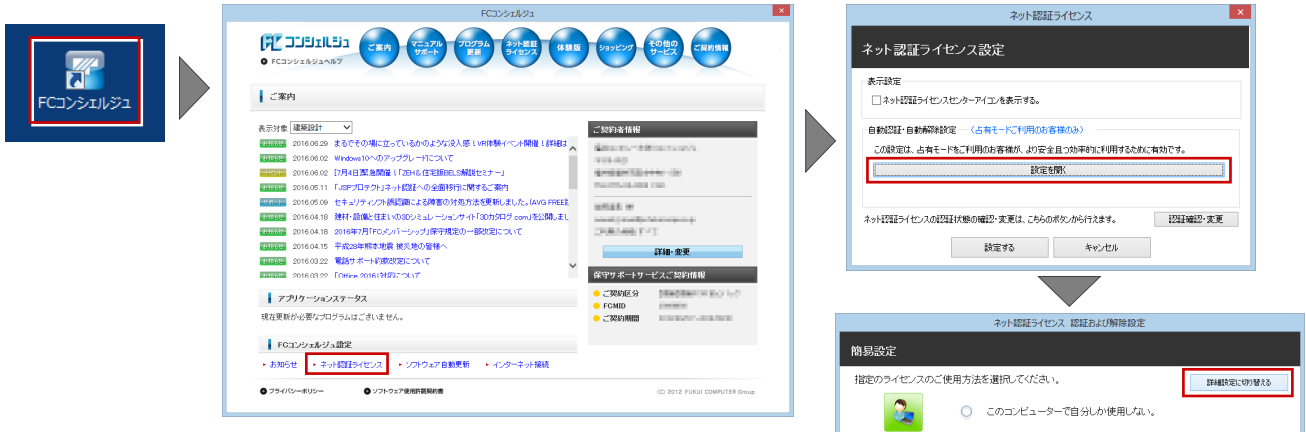 FCコンシェルジュ
FCコンシェルジュ
FC コンシェルジュ
FCコンシェルジュヘルプ
ご案内
マニュアル
サポート
プログラム
更新
ネット認証
ライセンス
体験版
ショッピング
その他の
サービス
ご契約情報
ご案内
表示対象 建築設計
お知らせ 2016.06.29 まるでその場に立っているかのような没入感！VR体験イベント開催！詳細は
お知らせ 2016.06.02 Windows10へのアップグレードについて
2016.06.02 [7月4日]緊急開催！「ZEH& 住宅版BELS解説セミナー」
お知らせ 2016.05.11 「JSPプロテクト」ネット認証への全面移行に関するご案内
サポート 2016.05.09 セキュリティソフト誤認識による障害の対処方法を更新しました。(AVG FREE
お知らせ 2016.04.18 建材・設備と住まいの3Dシミュレーションサイト「3Dカタログ.com」を公開しまし
お知らせ 2016.04.18 2016年7月「FCメンバーシップ」保守規定の一部改定について
お知らせ 2016.04.15 平成28年熊本地震 被災地の皆様へ
お知らせ 2016.03.22 電話サポート約款改定について
お知らせ 2016.03.22 「Office 2016」対応について
ご契約者情報
詳細・変更
保守サポートサービスご契約情報
ご契約区分
FCMID
ご契約期間
アプリケーションステータス
現在更新が必要なプログラムはございません。
FCコンシェルジュ設定
お知らせ ネット認証ライセンス ソフトウェア自動更新 インターネット接続
プライバシーポリシー ソフトウェア使用許諾契約書 (C) 2012 FUKUI COMPUTER Group
ネット認証ライセンス
ネット認証ライセンス設定
表示設定
ネット認証ライセンスセンターアイコンを表示する。
自動認証・自動解除設定 (占有モードご利用のお客様のみ)
この設定は、占有モードをご利用のお客様が、より安全且つ効率的に利用するために有効です。
設定を開く
ネット認証ライセンスの認証状態の確認・変更は、こちらのボタンから行えます。 認証確認・変更
設定する キャンセル
ネット認証ライセンス 認証および解除設定
簡易設定
指定のライセンスのご使用方法を選択してください。 詳細設定に切り替える
このコンピューターで自分しか使用しない。